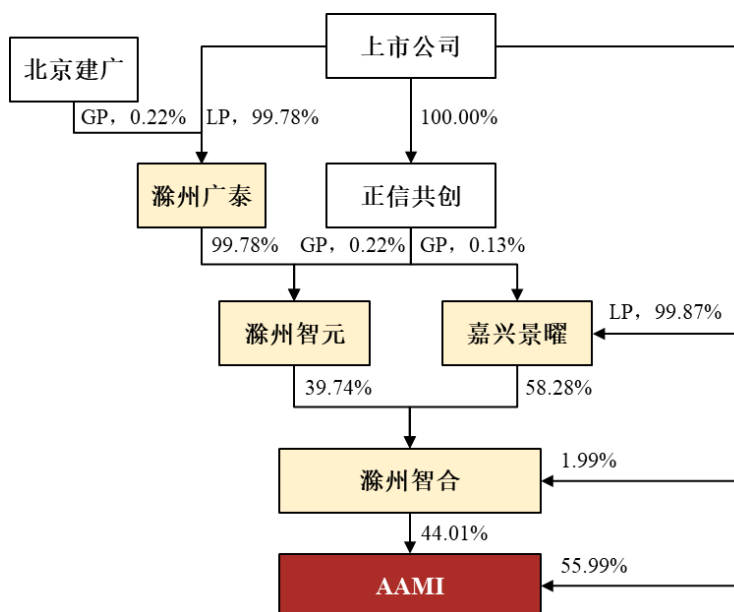 上市公司
北京建广
GP，0.22%
LP，99.78%
100.00%
滁州广泰
正信共创
99.78%
GP，0.22%
GP，0.13%
滁州智元
嘉兴景曜
LP，99.87%
39.74%
58.28%
滁州智合
1.99%
44.01%
AAMI
55.99%